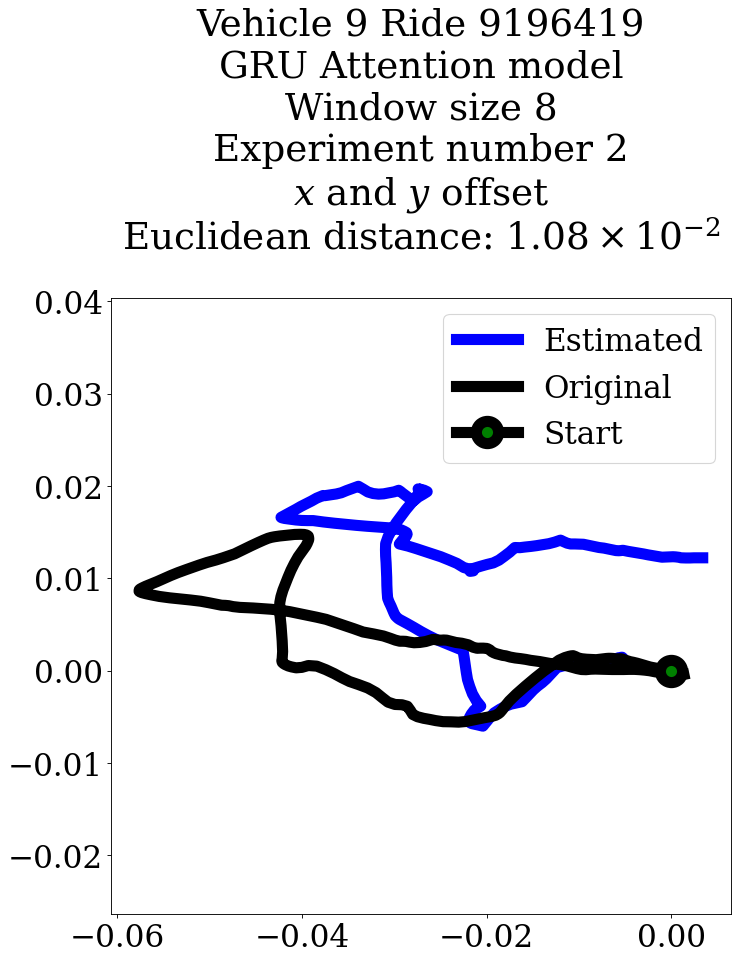 Vehicle 9 Ride 9196419
GRU Attention model
Window size 8
Experiment number 2
x and y offset
Euclidean distance: 1.08 × 10⁻²
0.04
0.03
0.02
0.01
0.00
−0.01
−0.02
Estimated
Original
Start
−0.06
−0.04
−0.02
0.00